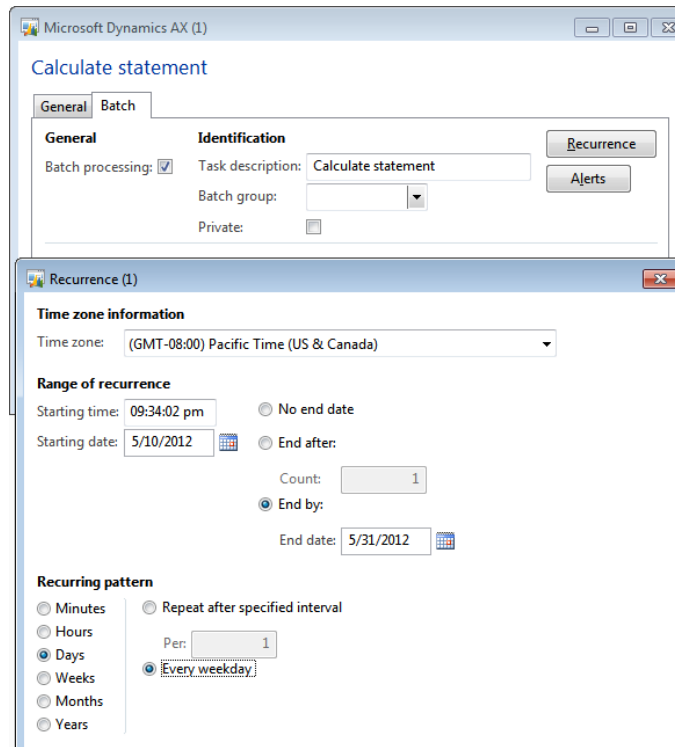 Microsoft Dynamics AX (1)
Calculate statement
General Batch
General Identification
Batch processing: Task description: Calculate statement Recurrence
Batch group: Alerts
Private:
Recurrence (1)
Time zone information
Time zone: (GMT-08:00) Pacific Time (US & Canada)
Range of recurrence
Starting time: 09:34:02 pm No end date
Starting date: 5/10/2012 End after:
Count: 1
End by:
End date: 5/31/2012
Recurring pattern
Minutes Repeat after specified interval
Hours
Per: 1
Days Every weekday
Weeks
Months
Years